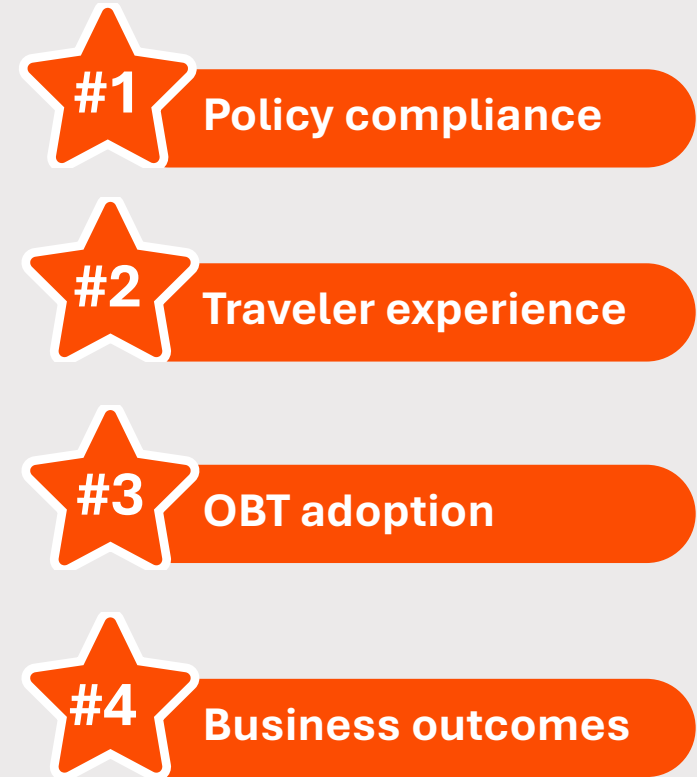 #1
Policy compliance
#2
Traveler experience
#3
OBT adoption
#4
Business outcomes